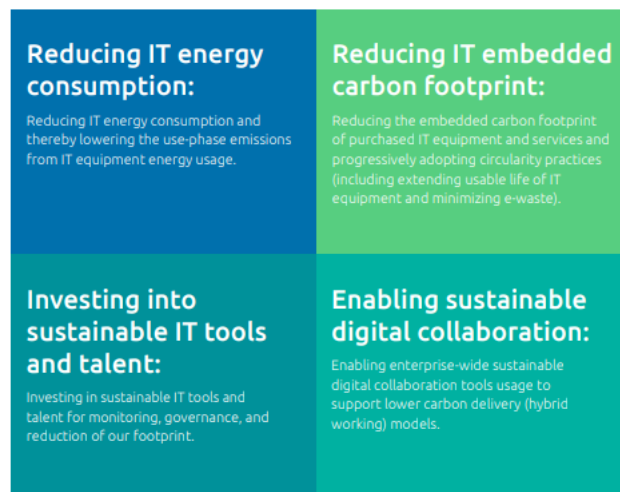 Reducing IT energy
consumption:
Reducing IT energy consumption and
thereby lowering the use-phase emissions
from IT equipment energy usage.
Reducing IT embedded
carbon footprint:
Reducing the embedded carbon footprint
of purchased IT equipment and services and
progressively adopting circularity practices
(including extending usable life of IT
equipment and minimizing e-waste).
Investing into
sustainable IT tools
and talent:
Investing in sustainable IT tools and
talent for monitoring, governance, and
reduction of our footprint.
Enabling sustainable
digital collaboration:
Enabling enterprise-wide sustainable
digital collaboration tools usage to
support lower carbon delivery (hybrid
working) models.